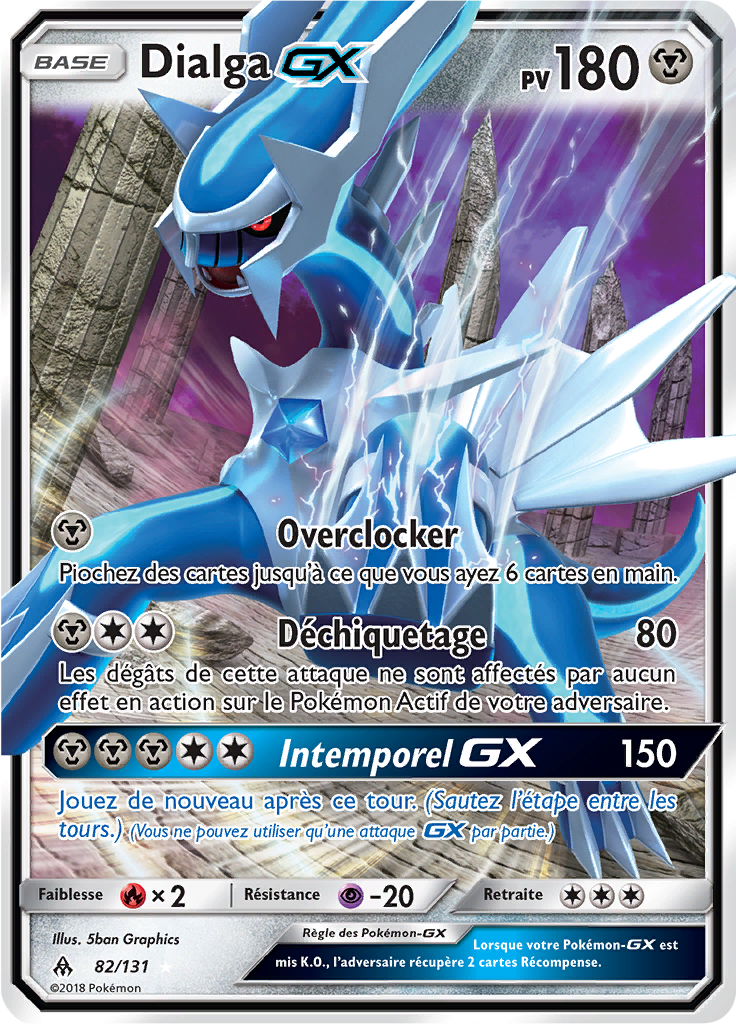 BASE Dialga GX PV 180
Overclocker
Piochez des cartes jusqu'à ce que vous ayez 6 cartes en main.
Déchiquetage 80
Les dégâts de cette attaque ne sont affectés par aucun
effet en action sur le Pokémon Actif de votre adversaire.
Intemporel GX 150
Jouez de nouveau après ce tour. (Sautez l'étape entre les
tours.) (Vous ne pouvez utiliser qu'une attaque GX par partie.)
Faiblesse ×2 Résistance -20 Retraite
Illus. 5ban Graphics
82/131
©2018 Pokémon
Règle des Pokémon-GX
Lorsque votre Pokémon-GX est
mis K.O., l'adversaire récupère 2 cartes Récompense.